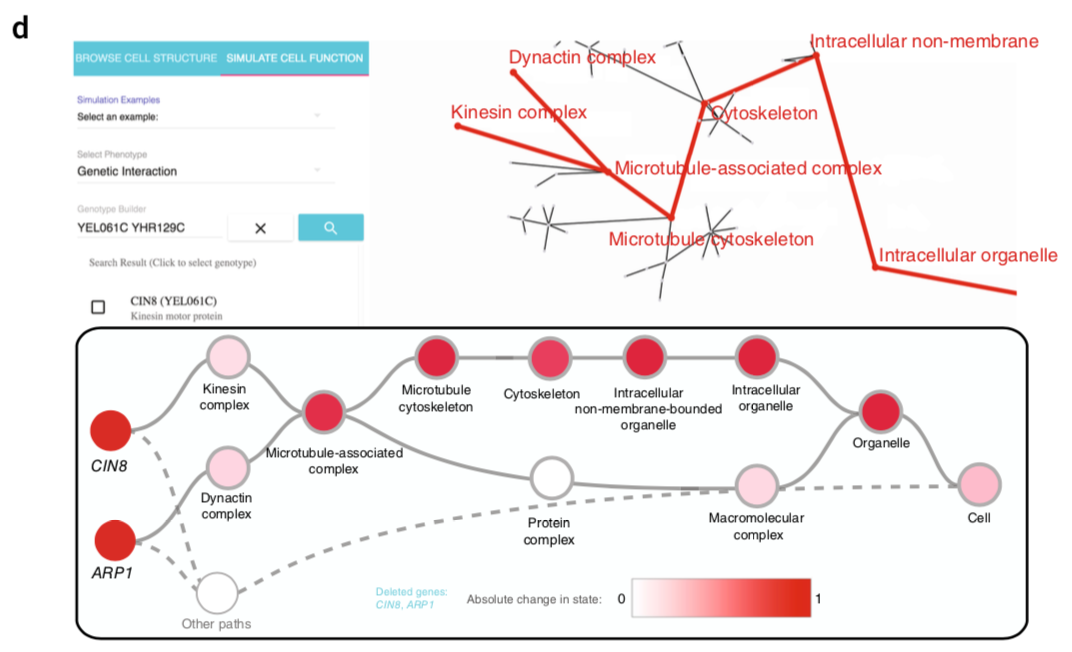 d
BROWSE CELL STRUCTURE SIMULATE CELL FUNCTION
Simulation Examples
Select an example:
Select Phenotype
Genetic Interaction
Genotype Builder
YEL061C YHR129C
Search Result (Click to select genotype)
CIN8 (YEL061C)
Kinesin motor protein
Intracellular non-membrane
Dynactin complex
Kinesin complex
Cytoskeleton
Microtubule-associated complex
Microtubule cytoskeleton
Intracellular organelle
CIN8
ARP1
Kinesin
complex
Dynactin
complex
Other paths
Microtubule-associated
complex
Microtubule
cytoskeleton
Cytoskeleton
Intracellular
non-membrane-bounded
organelle
Intracellular
organelle
Protein
complex
Macromolecular
complex
Organelle
Cell
Deleted genes:
CIN8, ARP1
Absolute change in state: 0 1